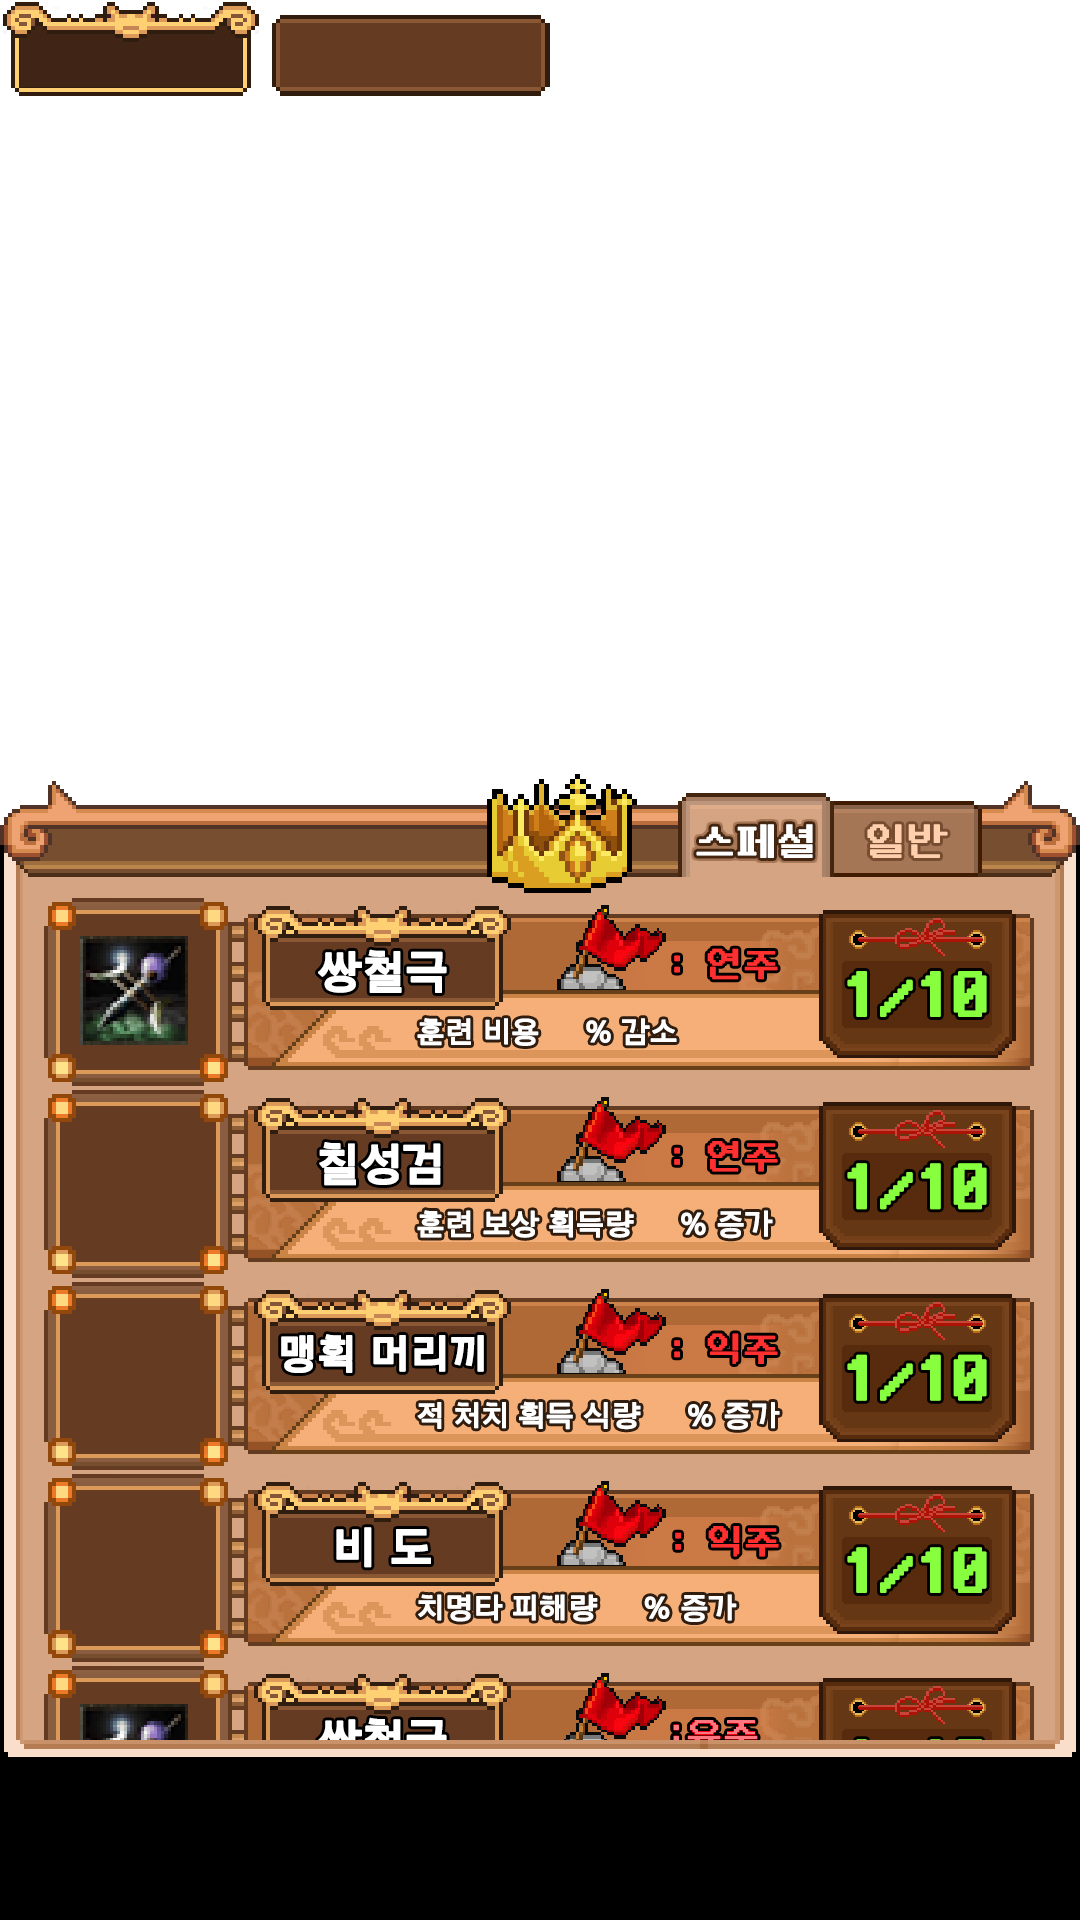 스페셜 일반
쌍철극 : 연주 1/10
훈련 비용 % 감소
칠성검 : 연주 1/10
훈련 보상 획득량 % 증가
맹획 머리끼 : 익주 1/10
적 처치 획득 식량 % 증가
비 도 : 익주 1/10
치명타 피해량 % 증가
쌍철극